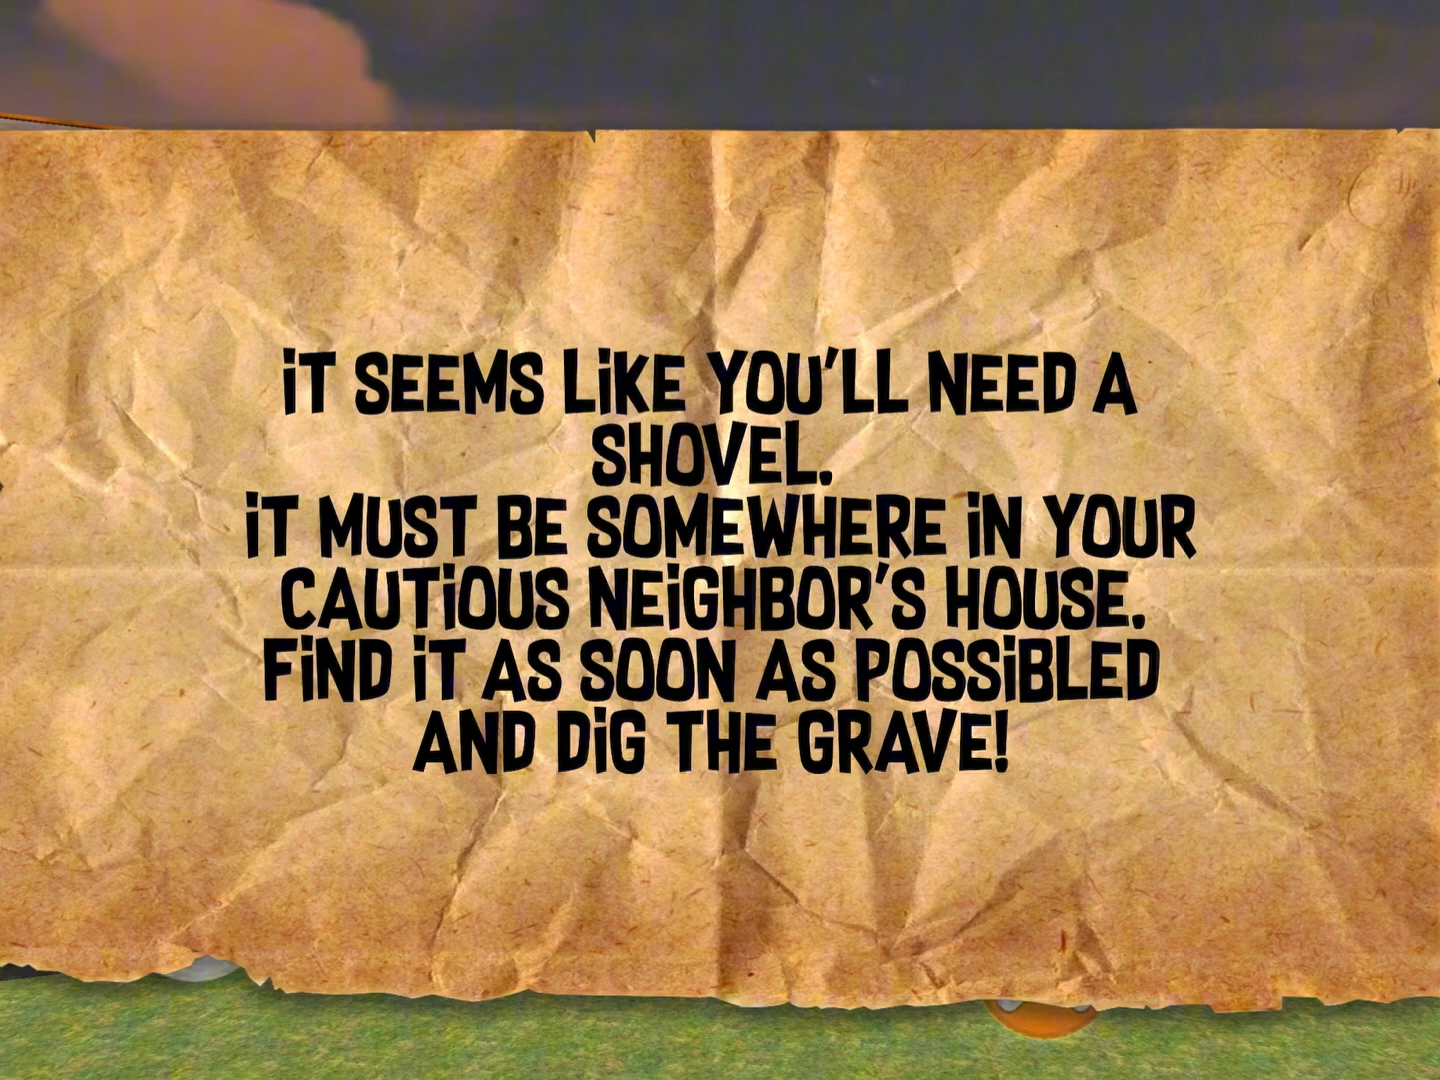 iT SEEMS LiKE YOU'LL NEED A
SHOVEL.
iT MUST BE SOMEWHERE iN YOUR
CAUTiOUS NEiGHBOR'S HOUSE.
FiND iT AS SOON AS POSSiBLED
AND DiG THE GRAVE!